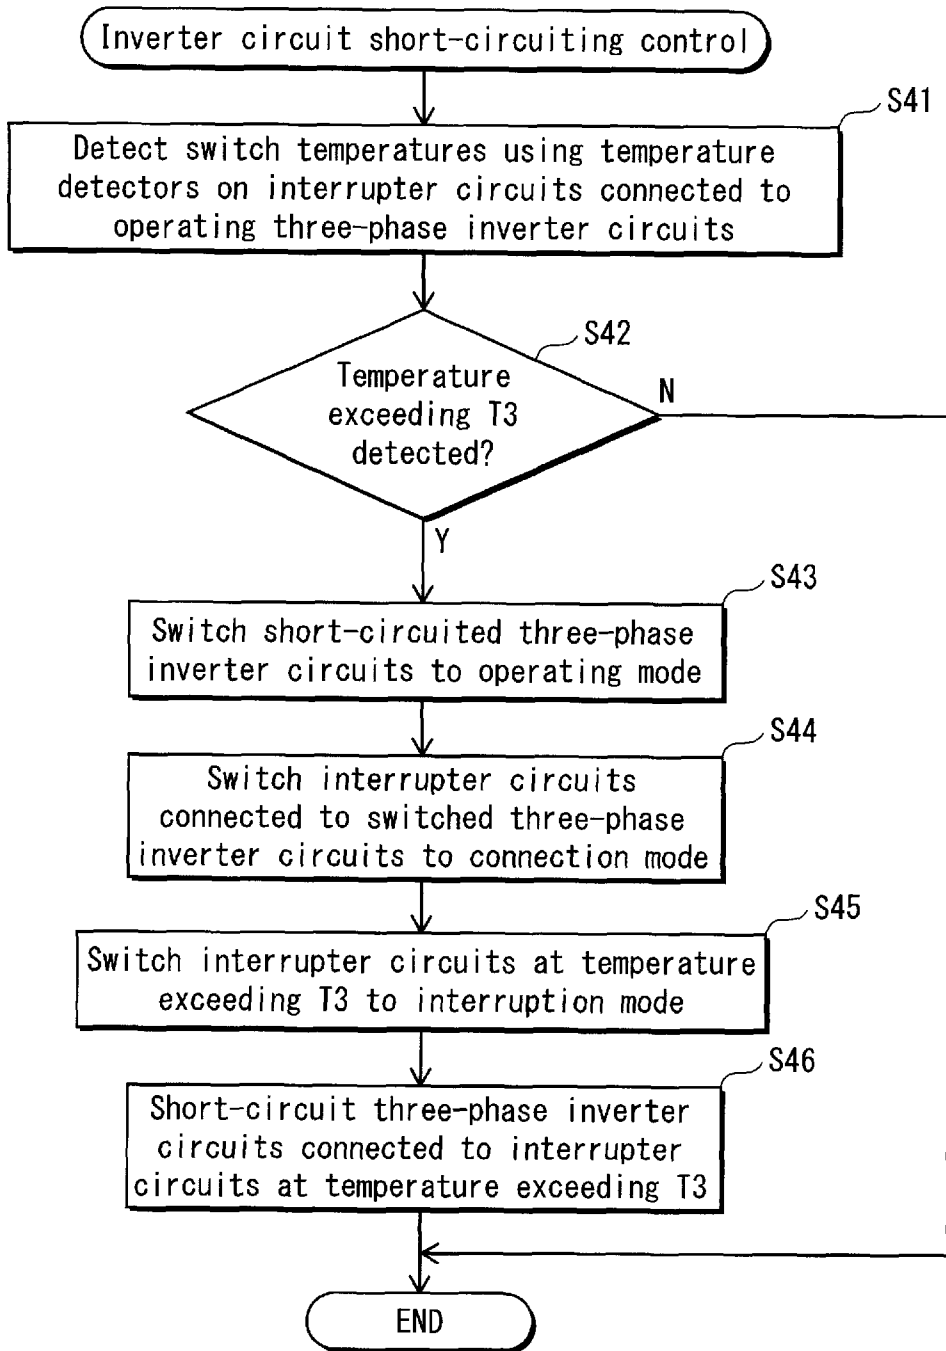 Inverter circuit short-circuiting control
S41
Detect switch temperatures using temperature
detectors on interrupter circuits connected to
operating three-phase inverter circuits
S42
Temperature
exceeding T3
detected?
N
Y
S43
Switch short-circuited three-phase
inverter circuits to operating mode
S44
Switch interrupter circuits
connected to switched three-phase
inverter circuits to connection mode
S45
Switch interrupter circuits at temperature
exceeding T3 to interruption mode
S46
Short-circuit three-phase inverter
circuits connected to interrupter
circuits at temperature exceeding T3
END